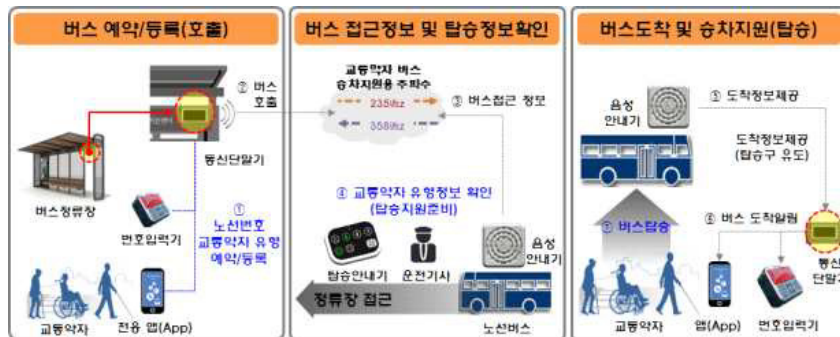 버스 예약/등록(호출)
② 버스
호출
통신단말기
버스정류장
번호입력기
①
노선번호
교통약자 유형
예약/등록
교통약자
전용 앱(App)
버스 접근정보 및 탑승정보확인
교통약자 버스
승차지원용 주파수
235㎒
358㎒
③ 버스접근 정보
④ 교통약자 유형정보 확인
(탑승지원준비)
음성
안내기
탑승안내기
운전기사
정류장 접근
노선버스
버스도착 및 승차지원(탑승)
음성
안내기
⑤ 도착정보제공
도착정보제공
(탑승구 유도)
⑦ 버스탑승
⑥ 버스 도착알림
통신
단말기
교통약자
앱(App)
번호입력기